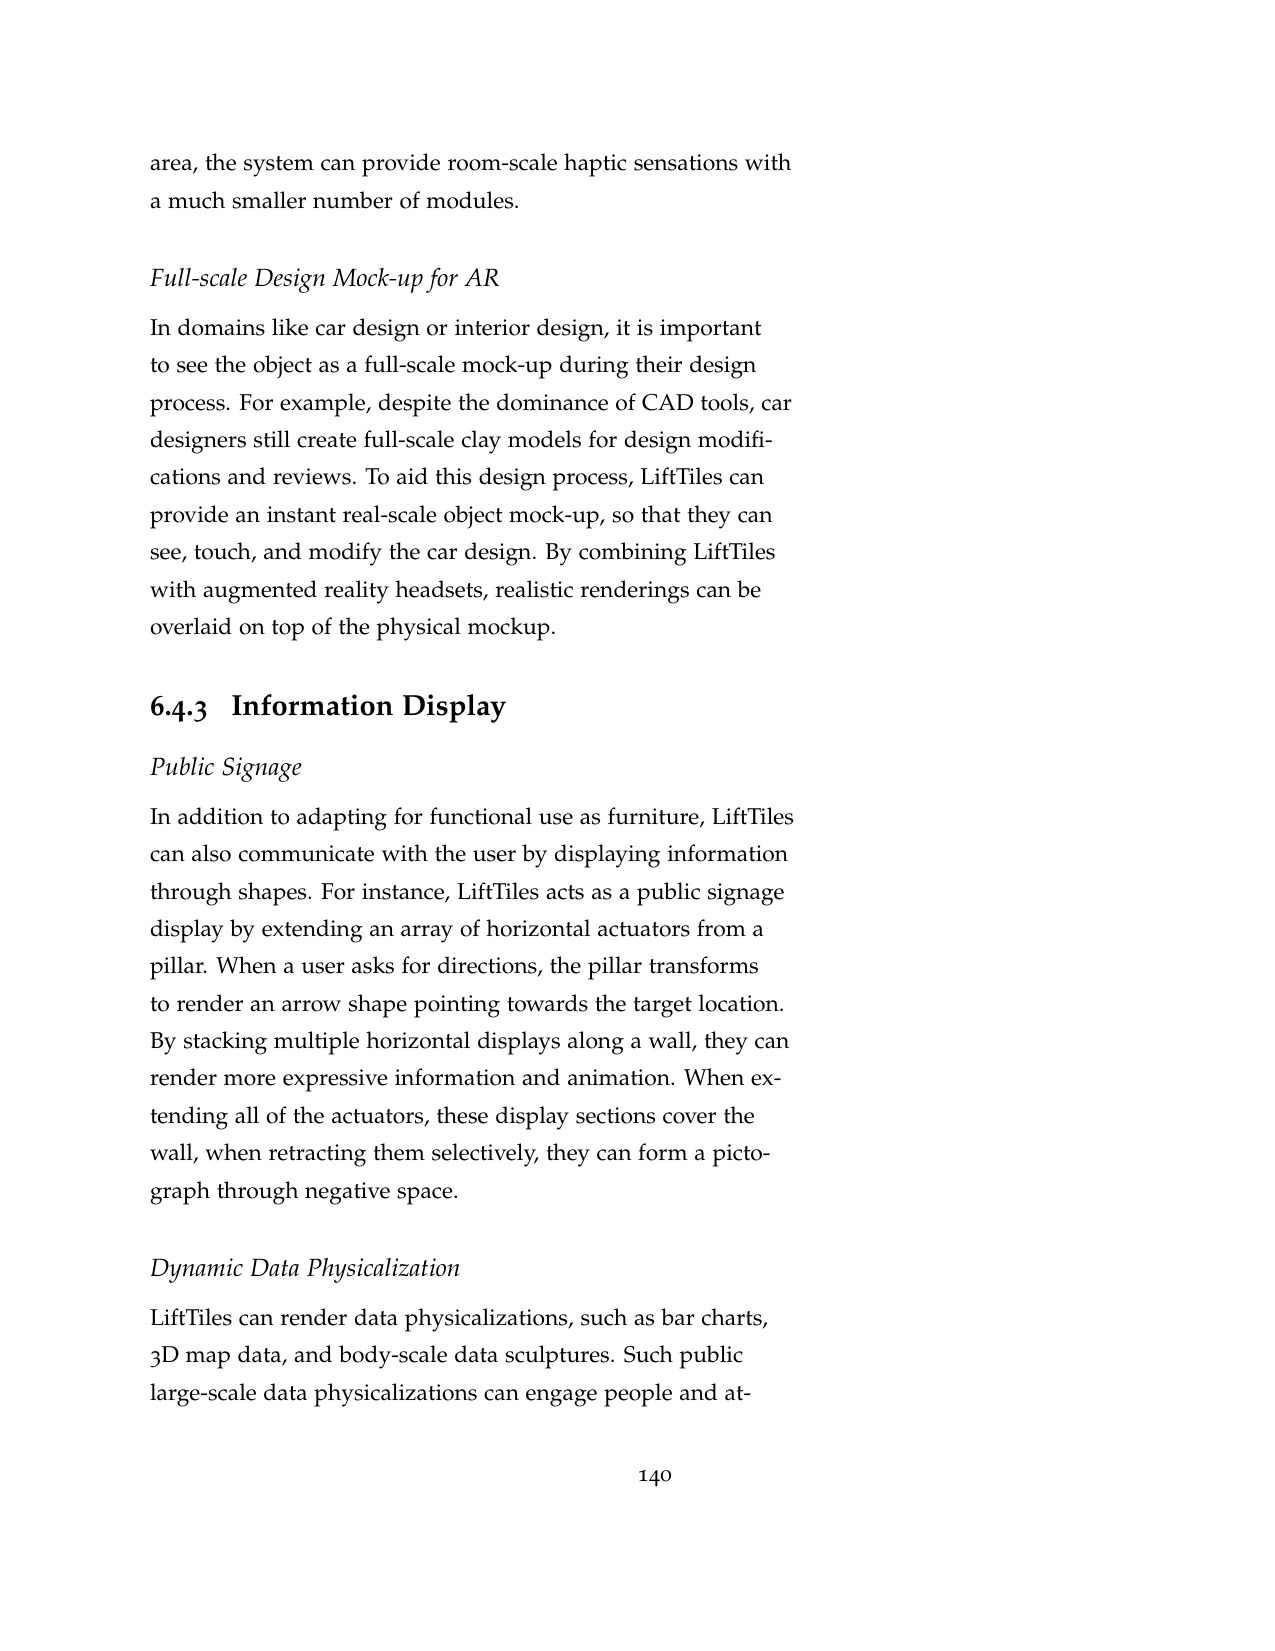 area, the system can provide room-scale haptic sensations with
a much smaller number of modules.
Full-scale Design Mock-up for AR
In domains like car design or interior design, it is important
to see the object as a full-scale mock-up during their design
process. For example, despite the dominance of CAD tools, car
designers still create full-scale clay models for design modifi-
cations and reviews. To aid this design process, LiftTiles can
provide an instant real-scale object mock-up, so that they can
see, touch, and modify the car design. By combining LiftTiles
with augmented reality headsets, realistic renderings can be
overlaid on top of the physical mockup.
6.4.3 Information Display
Public Signage
In addition to adapting for functional use as furniture, LiftTiles
can also communicate with the user by displaying information
through shapes. For instance, LiftTiles acts as a public signage
display by extending an array of horizontal actuators from a
pillar. When a user asks for directions, the pillar transforms
to render an arrow shape pointing towards the target location.
By stacking multiple horizontal displays along a wall, they can
render more expressive information and animation. When ex-
tending all of the actuators, these display sections cover the
wall, when retracting them selectively, they can form a picto-
graph through negative space.
Dynamic Data Physicalization
LiftTiles can render data physicalizations, such as bar charts,
3D map data, and body-scale data sculptures. Such public
large-scale data physicalizations can engage people and at-
140